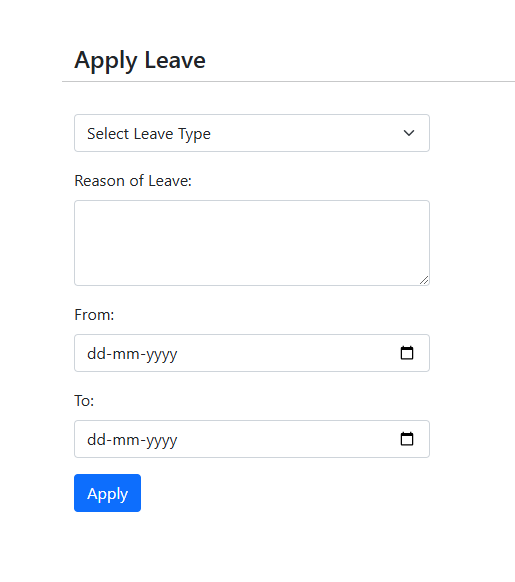 Apply Leave
Select Leave Type
Reason of Leave:
From:
dd-mm-yyyy
To:
dd-mm-yyyy
Apply